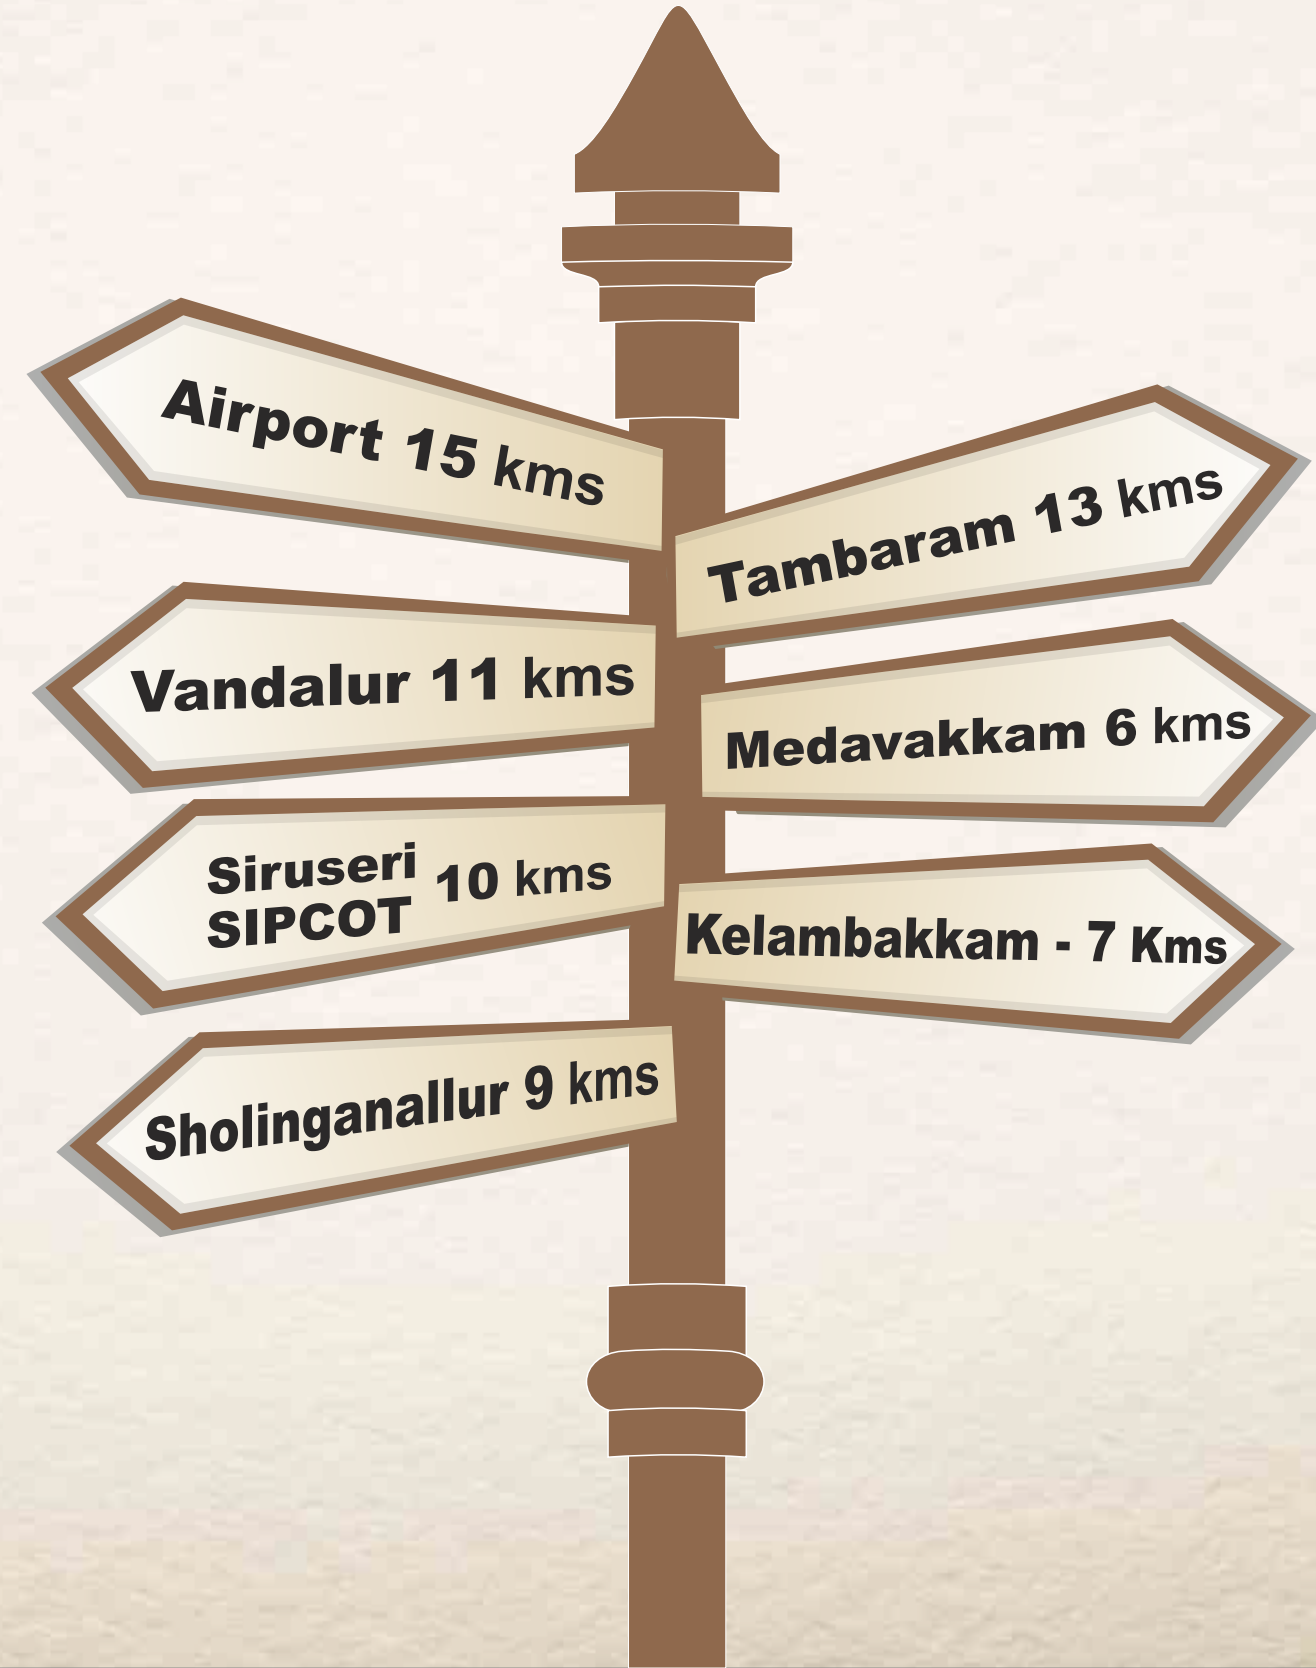 Airport 15 kms
Tambaram 13 kms
Vandalur 11 kms
Medavakkam 6 kms
Siruseri
SIPCOT 10 kms
Kelambakkam - 7 Kms
Sholinganallur 9 kms